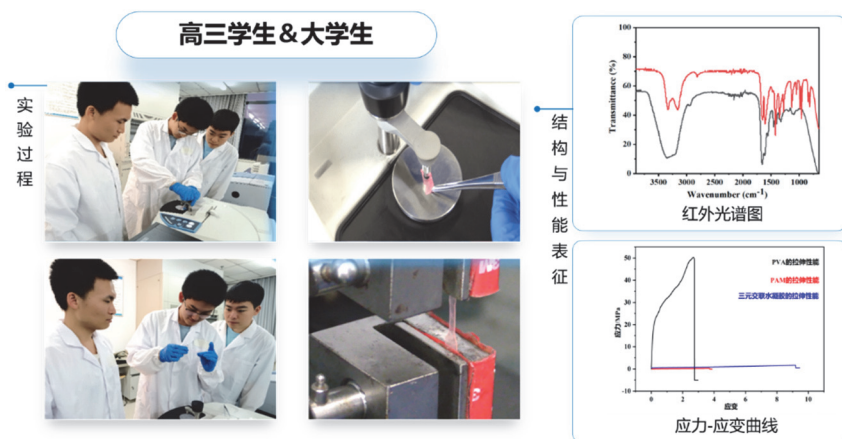 高三学生＆大学生
实验过程
结构与性能表征
Transmittance (%)
100
80
60
40
20
0
3500 3000 2500 2000 1500 1000
Wavenumber (cm-1)
红外光谱图
PVA的拉伸性能
PAM的拉伸性能
三元交联水凝胶的拉伸性能
应力/MPa
50
40
30
20
10
0
-10
0 2 4 6 8 10
应变
应力-应变曲线